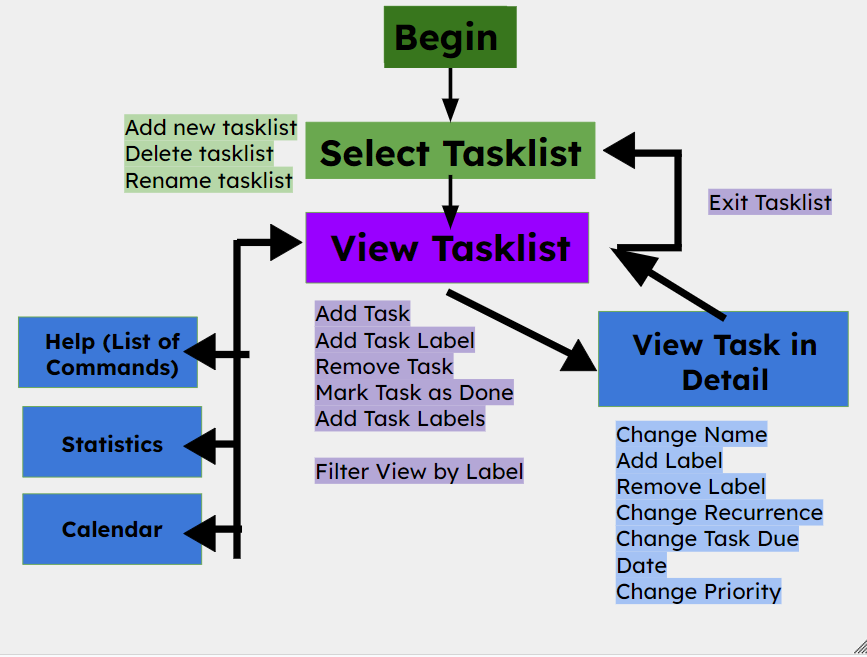 Begin
Add new tasklist
Delete tasklist
Rename tasklist
Select Tasklist
Exit Tasklist
View Tasklist
Add Task
Add Task Label
Remove Task
Mark Task as Done
Add Task Labels
Filter View by Label
Help (List of
Commands)
Statistics
Calendar
View Task in
Detail
Change Name
Add Label
Remove Label
Change Recurrence
Change Task Due
Date
Change Priority